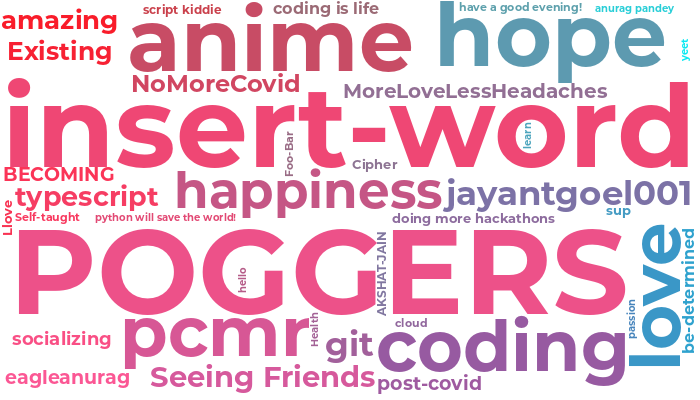 amazing
script kiddie
anime
coding is life
hope
have a good evening!
anurag pandey
yeet
Existing
NoMoreCovid
MoreLoveLessHeadaches
insert-word
learn
Foo-Bar
Cipher
BECOMING
typescript
happiness
jayantgoel001
Llove
Self-taught
python will save the world!
doing more hackathons
sup
POGGERS
hello
AKSHAT-JAIN
love
be-determined
passion
socializing
pcmr
Health
git
cloud
coding
eagleanurag
Seeing Friends
post-covid